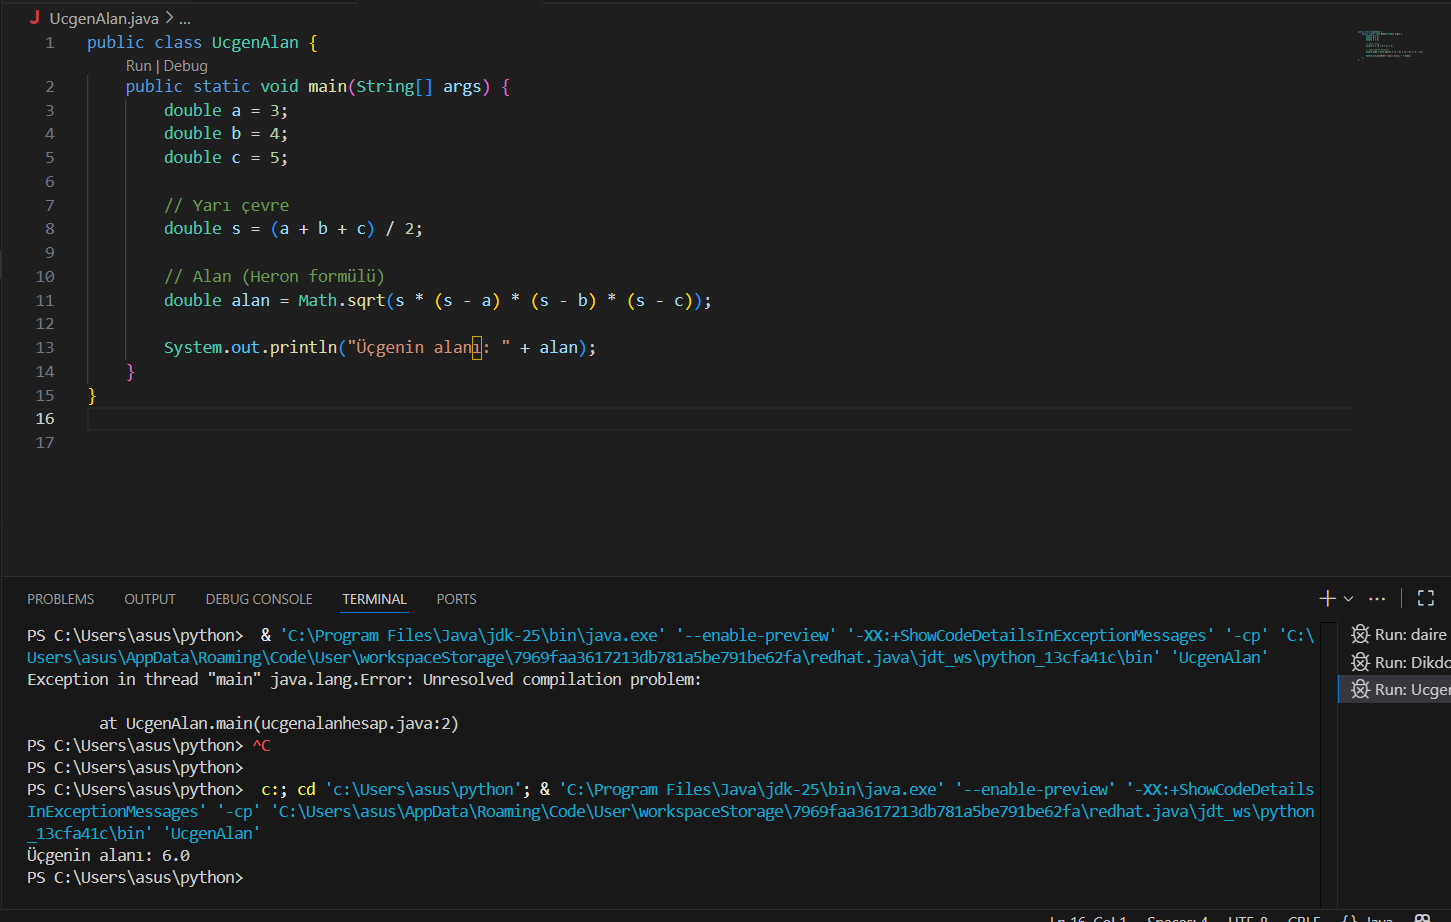 UcgenAlan.java > ...
1 public class UcgenAlan {
Run | Debug
2 public static void main(String[] args) {
3 double a = 3;
4 double b = 4;
5 double c = 5;
6
7 // Yarı çevre
8 double s = (a + b + c) / 2;
9
10 // Alan (Heron formülü)
11 double alan = Math.sqrt(s * (s - a) * (s - b) * (s - c));
12
13 System.out.println("Üçgenin alanı: " + alan);
14 }
15 }
16
17
PROBLEMS OUTPUT DEBUG CONSOLE TERMINAL PORTS
PS C:\Users\asus\python>  & 'C:\Program Files\Java\jdk-25\bin\java.exe' '--enable-preview' '-XX:+ShowCodeDetailsInExceptionMessages' '-cp' 'C:\
Users\asus\AppData\Roaming\Code\User\workspaceStorage\7969faa3617213db781a5be791be62fa\redhat.java\jdt_ws\python_13cfa41c\bin' 'UcgenAlan'
Exception in thread "main" java.lang.Error: Unresolved compilation problem:
at UcgenAlan.main(ucgenalanhesap.java:2)
PS C:\Users\asus\python> ^C
PS C:\Users\asus\python>
PS C:\Users\asus\python>  c:; cd 'c:\Users\asus\python'; & 'C:\Program Files\Java\jdk-25\bin\java.exe' '--enable-preview' '-XX:+ShowCodeDetails
InExceptionMessages' '-cp' 'C:\Users\asus\AppData\Roaming\Code\User\workspaceStorage\7969faa3617213db781a5be791be62fa\redhat.java\jdt_ws\python
_13cfa41c\bin' 'UcgenAlan'
Üçgenin alanı: 6.0
PS C:\Users\asus\python>
Run: daire
Run: Dikdo
Run: Ucger
Ln 16, Col 1 Spaces: 4 UTF-8 CRLF {} Java